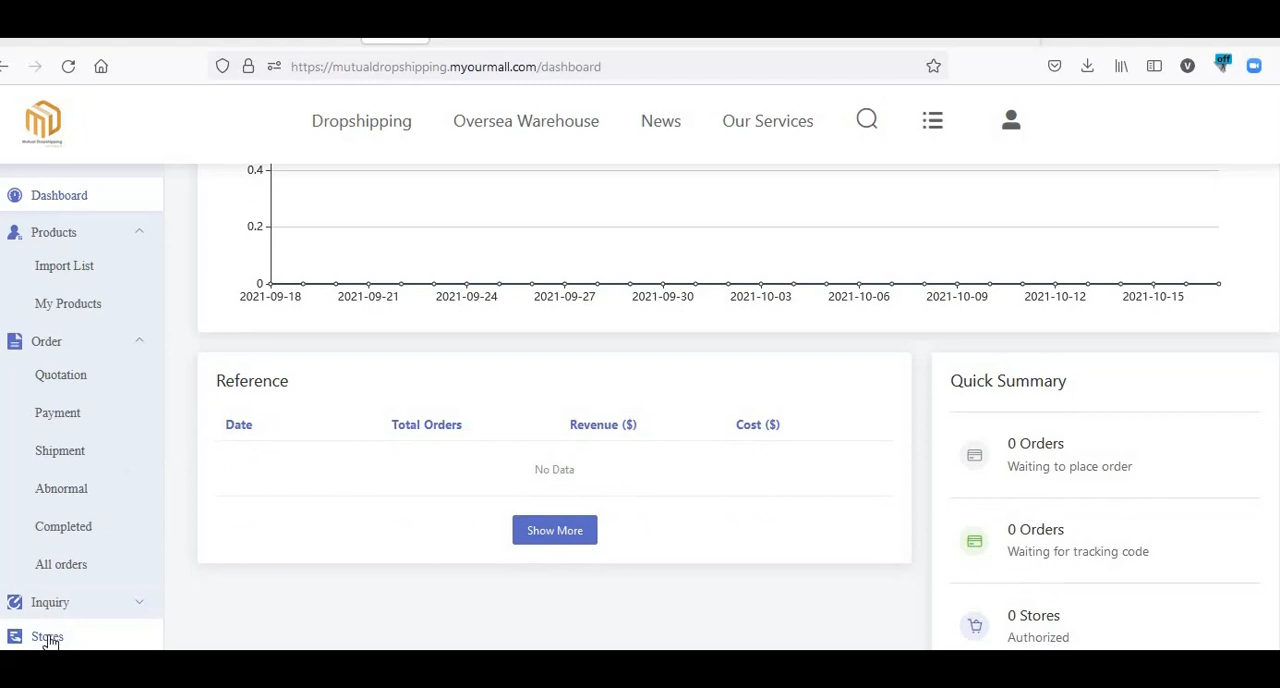 https://mutualdropshipping.myourmall.com/dashboard
V
off
Mutual Dropshipping
Dropshipping
Oversea Warehouse
News
Our Services
Dashboard
Products
Import List
My Products
Order
Quotation
Payment
Shipment
Abnormal
Completed
All orders
Inquiry
Stores
0.4
0.2
0
2021-09-18 2021-09-21 2021-09-24 2021-09-27 2021-09-30 2021-10-03 2021-10-06 2021-10-09 2021-10-12 2021-10-15
Reference
Date Total Orders Revenue ($) Cost ($)
No Data
Show More
Quick Summary
0 Orders
Waiting to place order
0 Orders
Waiting for tracking code
0 Stores
Authorized